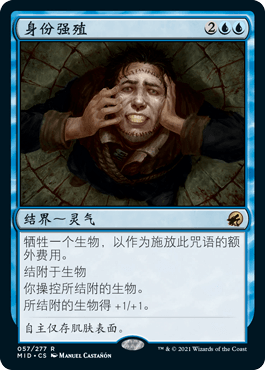 身份强殖 2
结界～灵气
牺牲一个生物，以作为施放此咒语的额
外费用。
结附于生物
你操控所结附的生物。
所结附的生物得 +1/+1。
自主仅存肌肤表面。
057/277 R
MID • CS MANUEL CASTAÑÓN
™ & © 2021 Wizards of the Coast